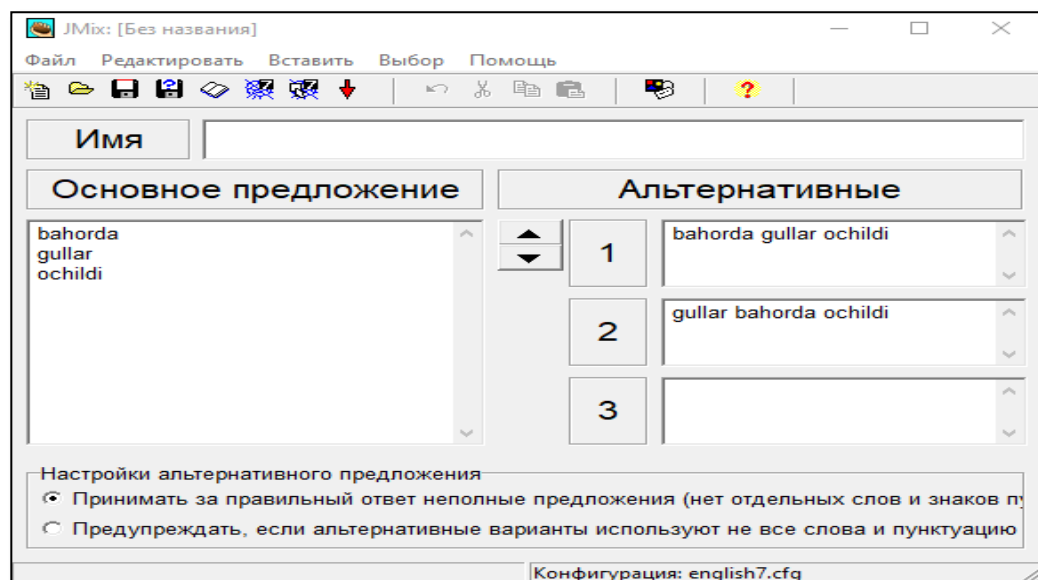 JMix: [Без названия]
Файл Редактировать Вставить Выбор Помощь
?
Имя
Основное предложение Альтернативные
bahorda
gullar
ochildi
1
bahorda gullar ochildi
2
gullar bahorda ochildi
3
Настройки альтернативного предложения
Принимать за правильный ответ неполные предложения (нет отдельных слов и знаков
Предупреждать, если альтернативные варианты используют не все слова и пунктуацию
Конфигурация: english7.cfg